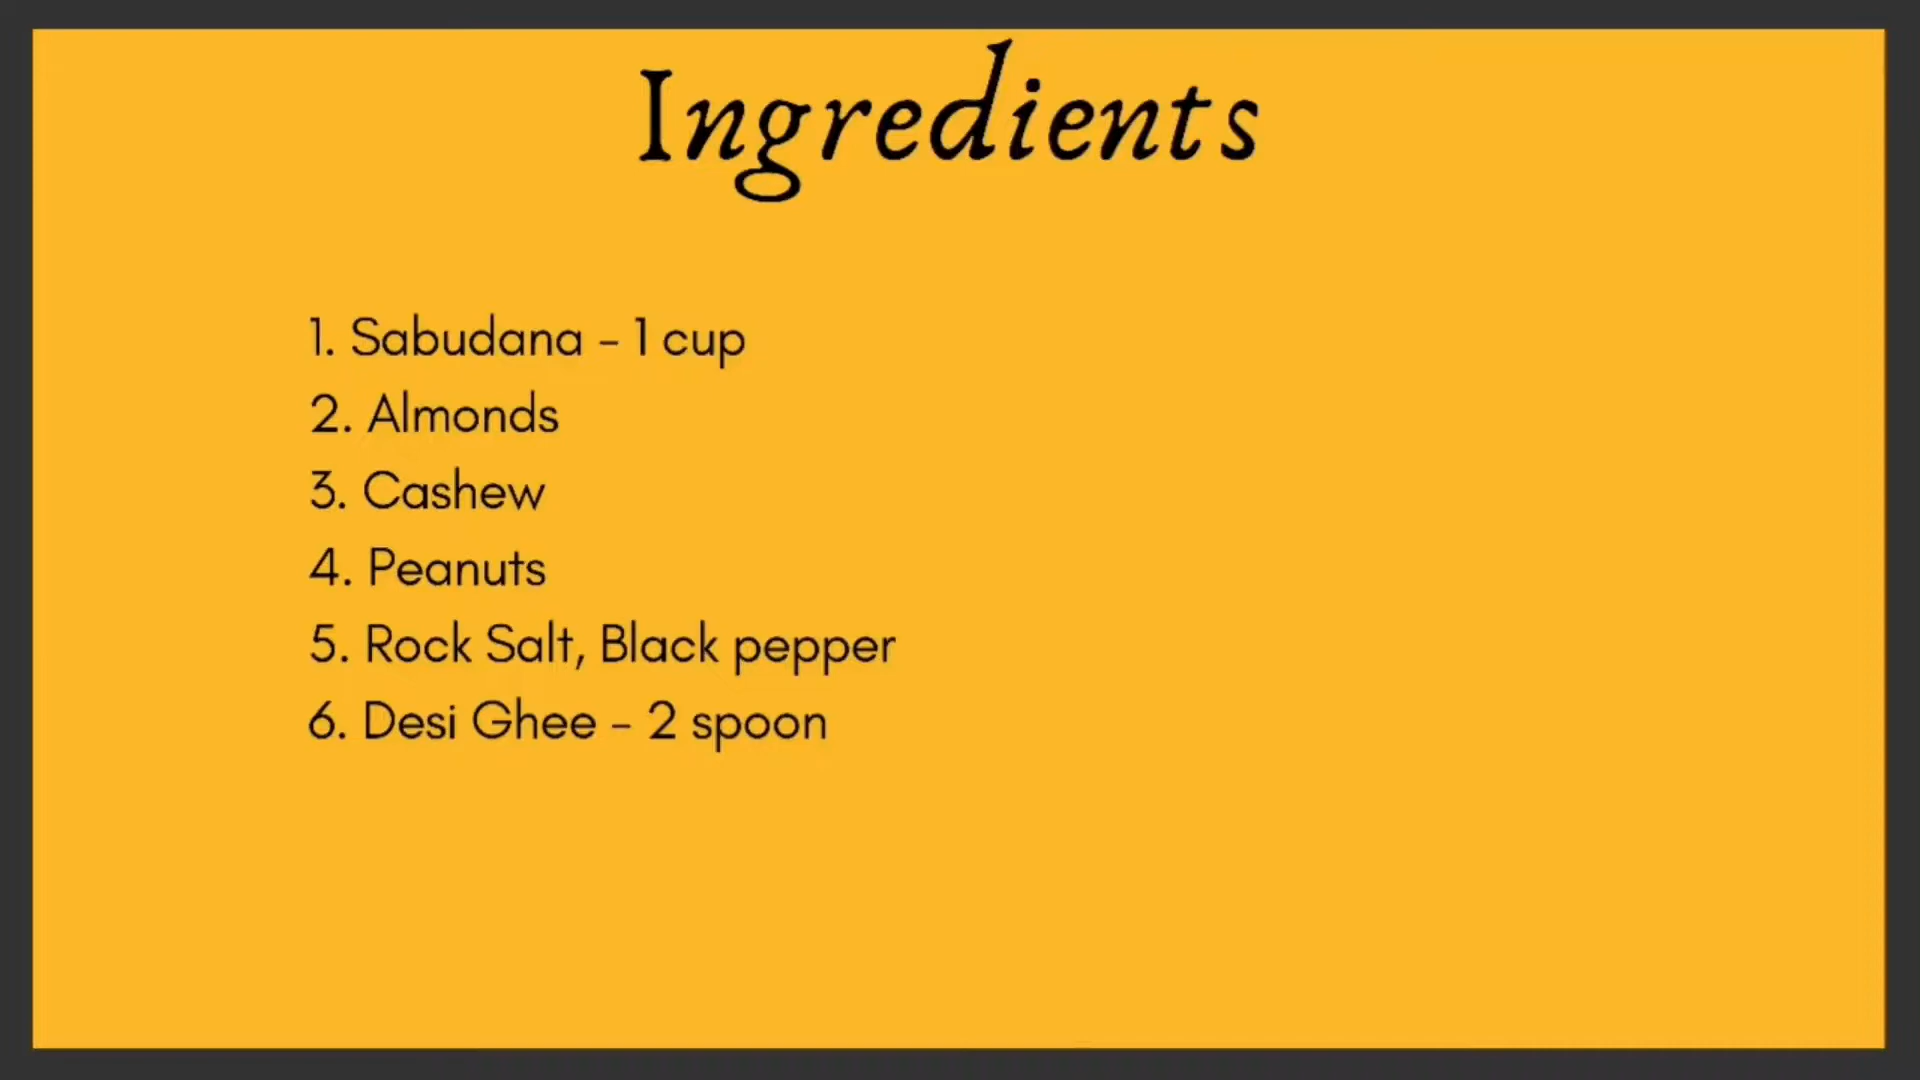 Ingredients
1. Sabudana - 1 cup
2. Almonds
3. Cashew
4. Peanuts
5. Rock Salt, Black pepper
6. Desi Ghee - 2 spoon